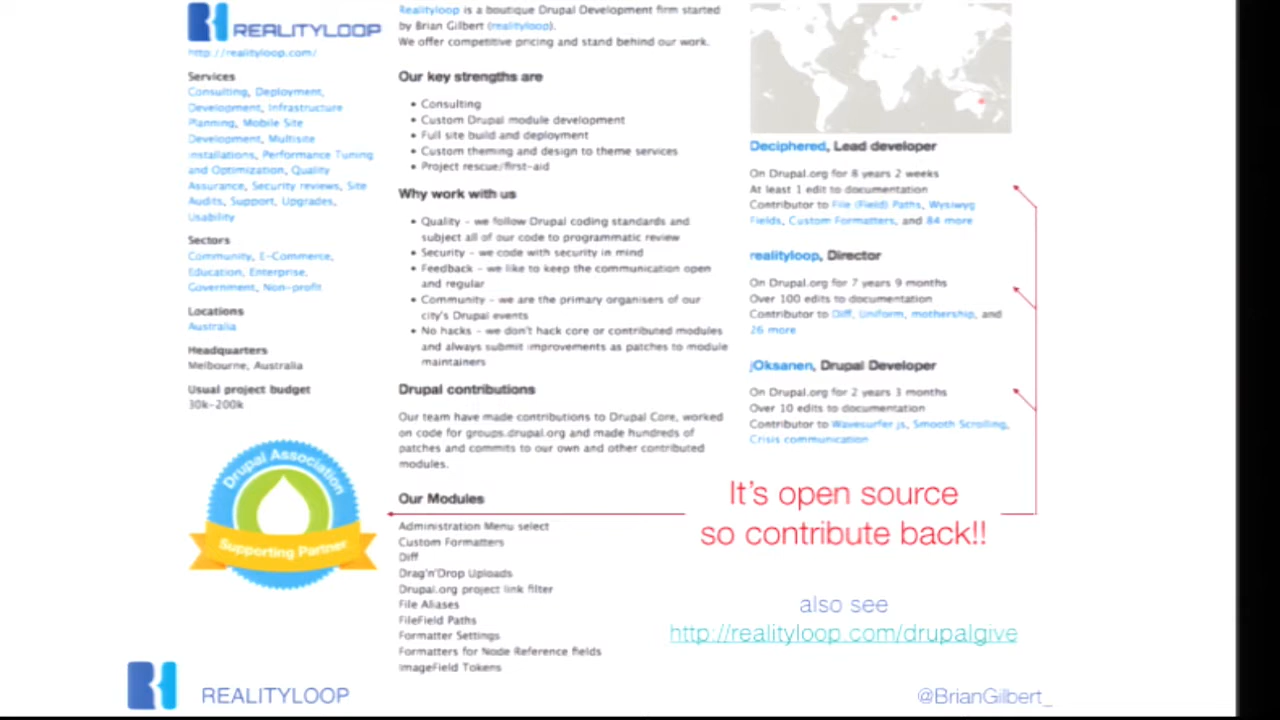 REALITYLOOP
http://realityloop.com/
Services
Consulting, Deployment,
Development, Infrastructure
Planning, Mobile Site
Development, Multisite
installations, Performance Tuning
and Optimization, Quality
Assurance, Security reviews, Site
Audits, Support, Upgrades,
Usability
Sectors
Community, E-Commerce,
Education, Enterprise,
Government, Non-profit
Locations
Australia
Headquarters
Melbourne, Australia
Usual project budget
30k-200k
Drupal Association
Supporting Partner
Realityloop is a boutique Drupal Development firm started
by Brian Gilbert (realityloop).
We offer competitive pricing and stand behind our work.
Our key strengths are
• Consulting
• Custom Drupal module development
• Full site build and deployment
• Custom theming and design to theme services
• Project rescue/first-aid
Why work with us
• Quality - we follow Drupal coding standards and
subject all of our code to programmatic review
• Security - we code with security in mind
• Feedback - we like to keep the communication open
and regular
• Community - we are the primary organisers of our
city's Drupal events
• No hacks - we don't hack core or contributed modules
and always submit improvements as patches to module
maintainers
Drupal contributions
Our team have made contributions to Drupal Core, worked
on code for groups.drupal.org and made hundreds of
patches and commits to our own and other contributed
modules.
Our Modules
Administration Menu select
Custom Formatters
Diff
Drag'n'Drop Uploads
Drupal.org project link filter
File Aliases
FileField Paths
Formatter Settings
Formatters for Node Reference fields
ImageField Tokens
Deciphered, Lead developer
On Drupal.org for 8 years 2 weeks
At least 1 edit to documentation
Contributor to File (Field) Paths, Wysiwyg
Fields, Custom Formatters, and 84 more
realityloop, Director
On Drupal.org for 7 years 9 months
Over 100 edits to documentation
Contributor to Diff, Uniform, mothership, and
26 more
jOksanen, Drupal Developer
On Drupal.org for 2 years 3 months
Over 10 edits to documentation
Contributor to Wavesurfer.js, Smooth Scrolling,
Crisis communication
It's open source
so contribute back!!
also see
http://realityloop.com/drupalgive
REALITYLOOP
@BrianGilbert_